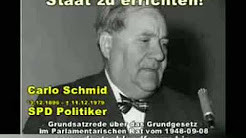 Staat zu errichten!
Carlo Schmid
3.12.1896 - † 11.12.1979
SPD Politiker
Grundsatzrede über das Grundgesetz
im Parlamentarischen Rat vom 1948-09-08